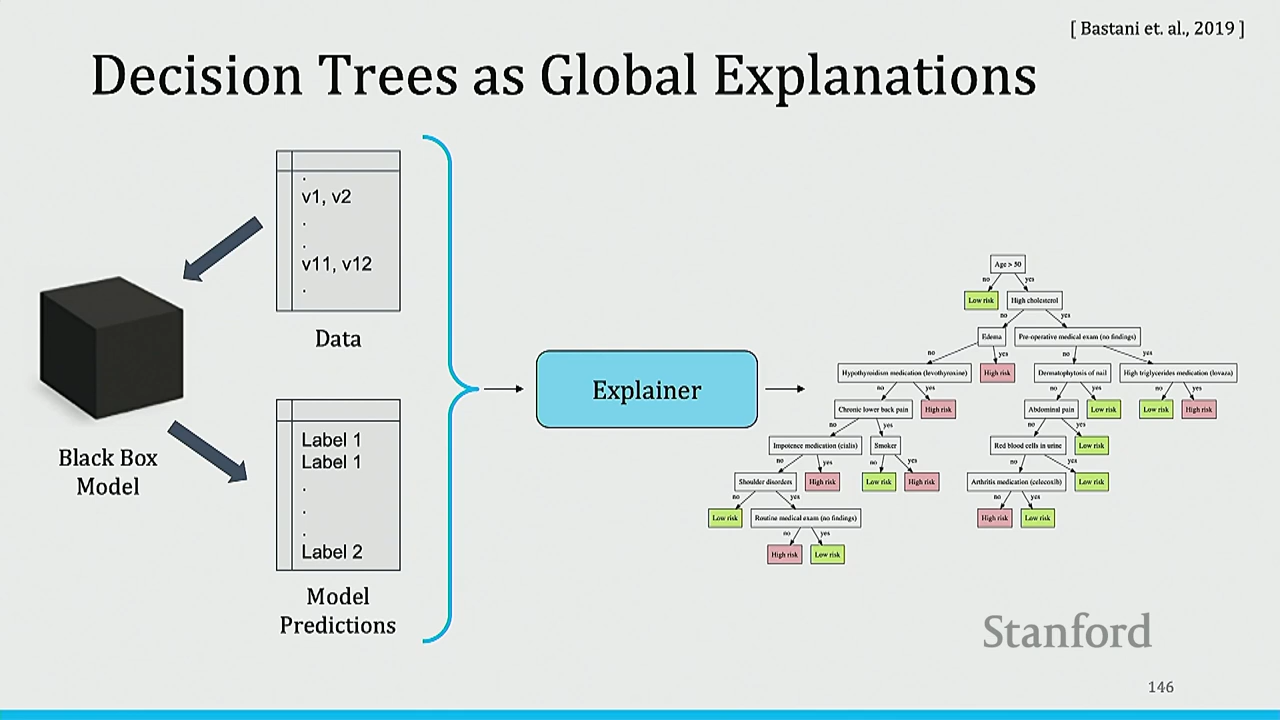 [ Bastani et. al., 2019 ]
Decision Trees as Global Explanations
.
v1, v2
.
.
v11, v12
.
Data
Black Box
Model
Label 1
Label 1
.
.
.
Label 2
Model
Predictions
Explainer
Age > 50
no yes
Low risk High cholesterol
no yes
Edema Pre-operative medical exam (no findings)
no yes no yes
Hypothyroidism medication (levothyroxine) High risk Dermatophytosis of nail High triglycerides medication (lovaza)
no yes no yes no yes
Chronic lower back pain High risk Abdominal pain Low risk Low risk High risk
no yes no yes
Impotence medication (cialis) Smoker Red blood cells in urine Low risk
no yes no yes no yes
Shoulder disorders High risk Low risk High risk Arthritis medication (celecoxib) Low risk
no yes no yes
Low risk Routine medical exam (no findings) High risk Low risk
no yes
High risk Low risk
Stanford
146